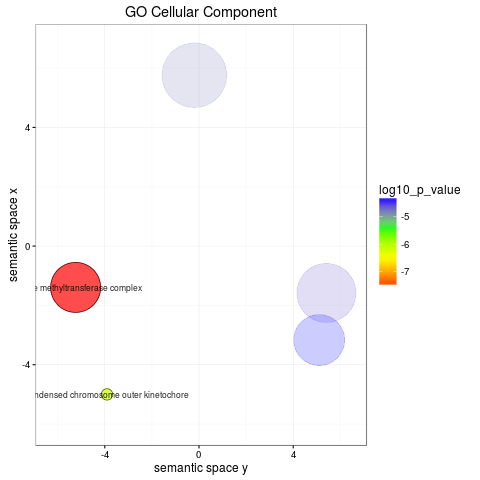 GO Cellular Component
4
0
-4
semantic space x
e methyltransferase complex
ndensed chromosome outer kinetochore
-4
0
4
semantic space y
log10_p_value
-5
-6
-7